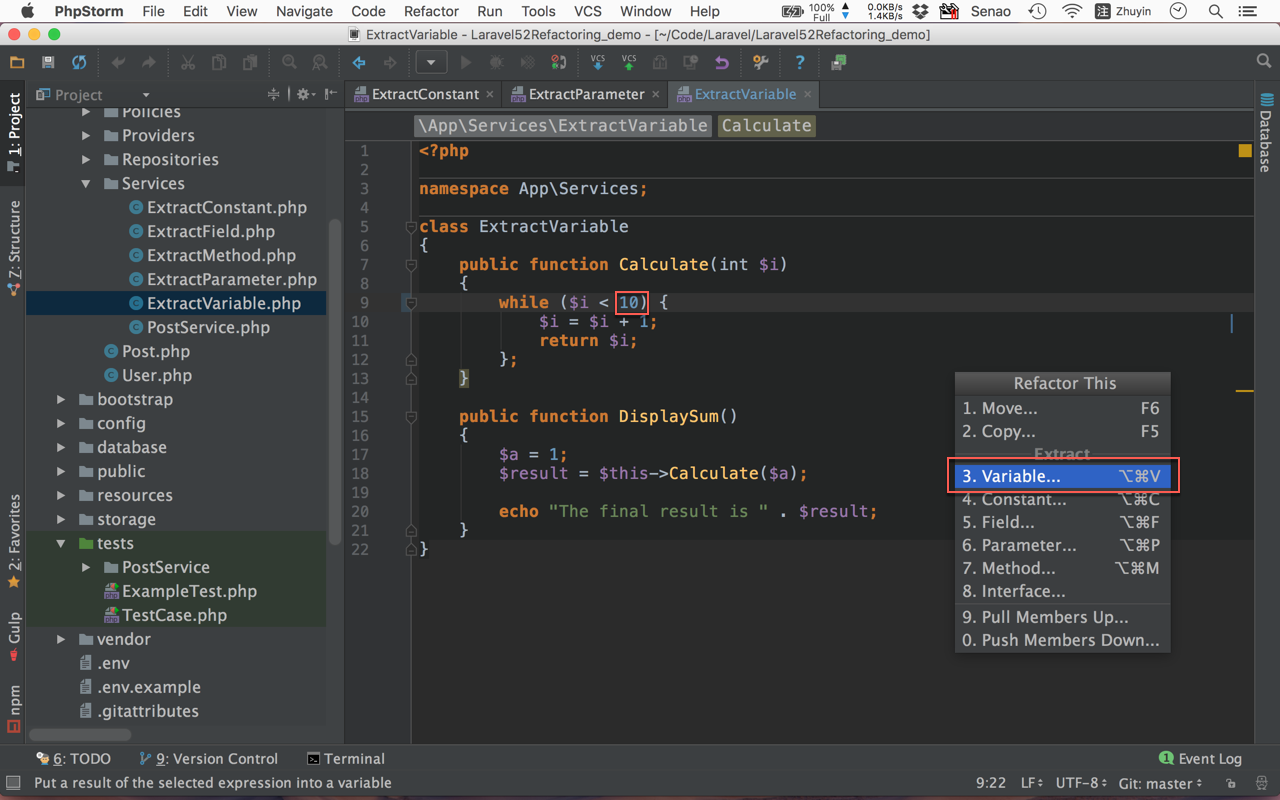 PhpStorm File Edit View Navigate Code Refactor Run Tools VCS Window Help 100% Full 0.0KB/s 1.4KB/s Senao 注 Zhuyin
ExtractVariable - Laravel52Refactoring_demo - [~/Code/Laravel/Laravel52Refactoring_demo]
VCS VCS ?
1: Project
7: Structure
2: Favorites
Gulp
npm
Project
Policies
Providers
Repositories
Services
ExtractConstant.php
ExtractField.php
ExtractMethod.php
ExtractParameter.php
ExtractVariable.php
PostService.php
Post.php
User.php
bootstrap
config
database
public
resources
storage
tests
PostService
ExampleTest.php
TestCase.php
vendor
.env
.env.example
.gitattributes
ExtractConstant × ExtractParameter × ExtractVariable ×
\App\Services\ExtractVariable Calculate
1 <?php
2
3 namespace App\Services;
4
5 class ExtractVariable
6 {
7 public function Calculate(int $i)
8 {
9 while ($i < 10) {
10 $i = $i + 1;
11 return $i;
12 };
13 }
14
15 public function DisplaySum()
16 {
17 $a = 1;
18 $result = $this->Calculate($a);
19
20 echo "The final result is " . $result;
21 }
22 }
Refactor This
1. Move... F6
2. Copy... F5
Extract
3. Variable... ⌥⌘V
4. Constant... ⌥⌘C
5. Field... ⌥⌘F
6. Parameter... ⌥⌘P
7. Method... ⌥⌘M
8. Interface...
9. Pull Members Up...
0. Push Members Down...
Database
6: TODO 9: Version Control Terminal 1 Event Log
Put a result of the selected expression into a variable 9:22 LF UTF-8 Git: master